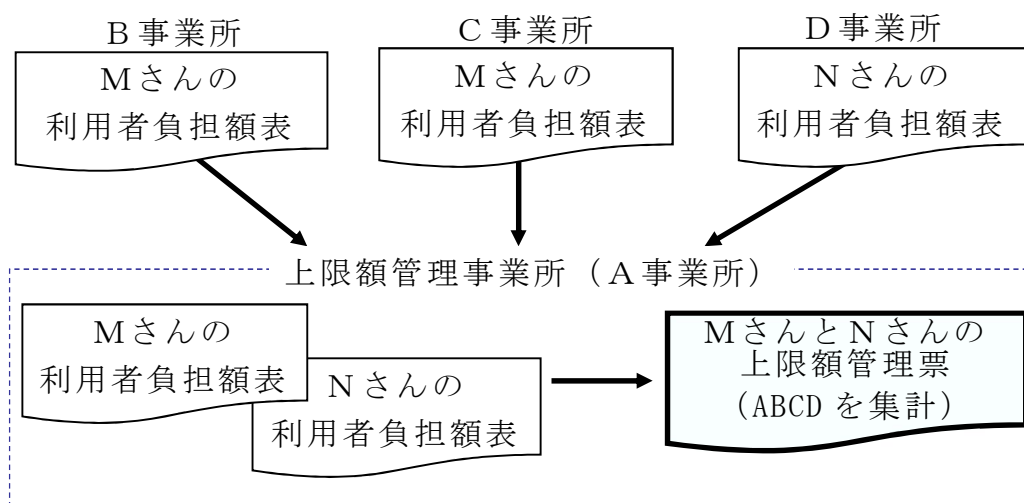 B事業所
Mさんの
利用者負担額表
C事業所
Mさんの
利用者負担額表
D事業所
Nさんの
利用者負担額表
上限額管理事業所（A事業所）
Mさんの
利用者負担額表
Nさんの
利用者負担額表
MさんとNさんの
上限額管理票
（ABCDを集計）